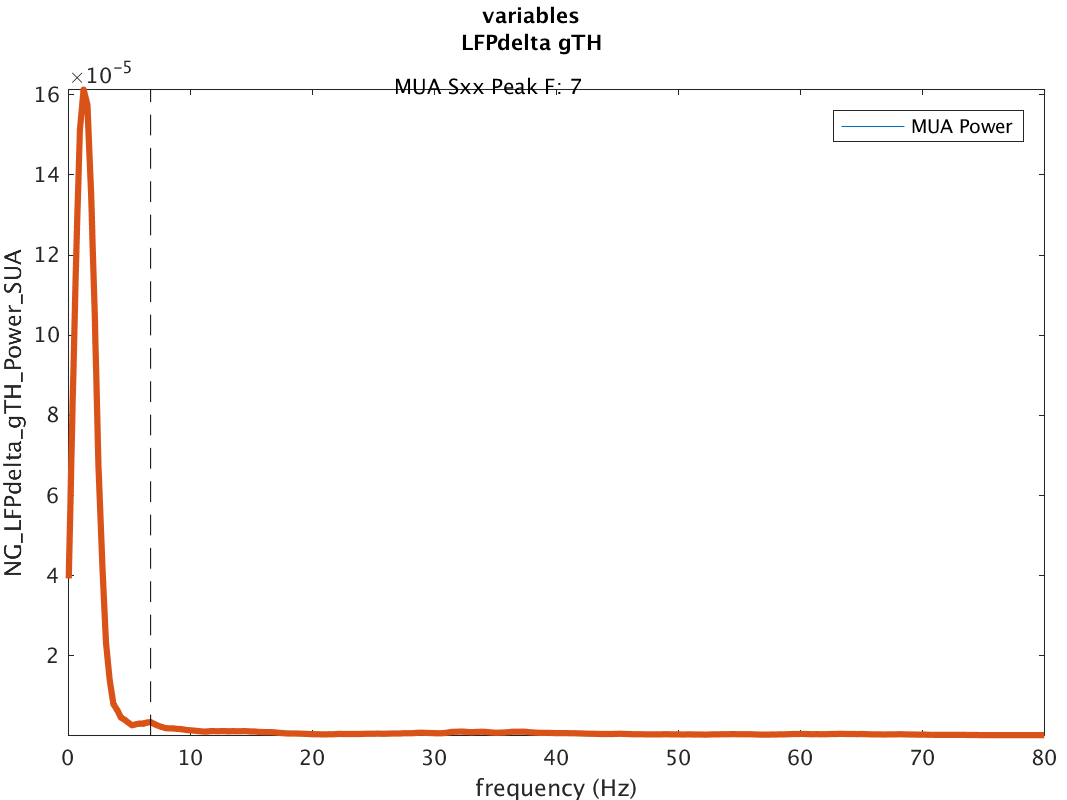 variables
LFPdelta gTH
×10-5
MUA Sxx Peak F: 7
MUA Power
16
14
12
10
8
6
4
2
NG_LFPdelta_gTH_Power_SUA
0 10 20 30 40 50 60 70 80
frequency (Hz)